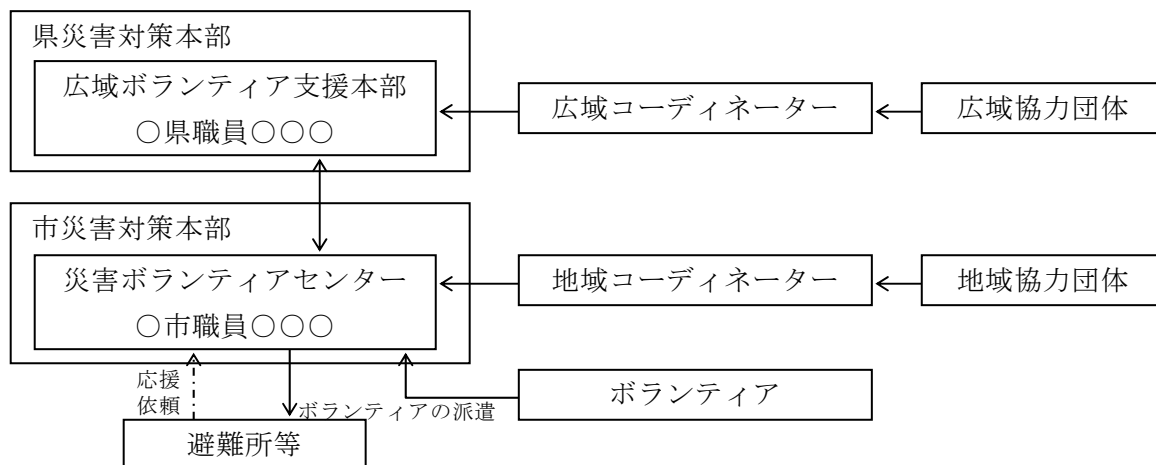 県災害対策本部
広域ボランティア支援本部
○県職員○○○
広域コーディネーター
広域協力団体
市災害対策本部
災害ボランティアセンター
○市職員○○○
地域コーディネーター
地域協力団体
応援
依頼
ボランティアの派遣
ボランティア
避難所等